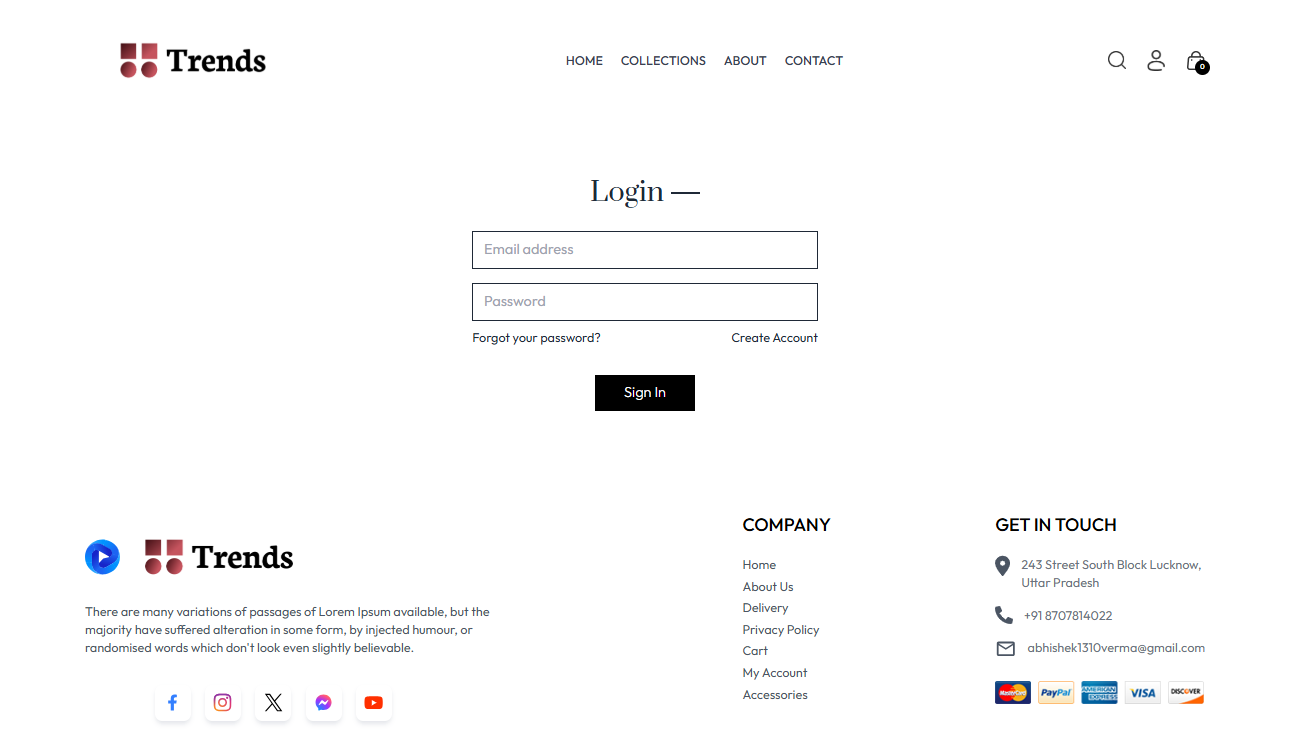 Trends
HOME COLLECTIONS ABOUT CONTACT
0
Login
Email address
Password
Forgot your password? Create Account
Sign In
Trends
There are many variations of passages of Lorem Ipsum available, but the
majority have suffered alteration in some form, by injected humour, or
randomised words which don't look even slightly believable.
COMPANY
Home
About Us
Delivery
Privacy Policy
Cart
My Account
Accessories
GET IN TOUCH
243 Street South Block Lucknow,
Uttar Pradesh
+91 8707814022
abhishek1310verma@gmail.com
MasterCard PayPal AMERICAN EXPRESS VISA DISCOVER